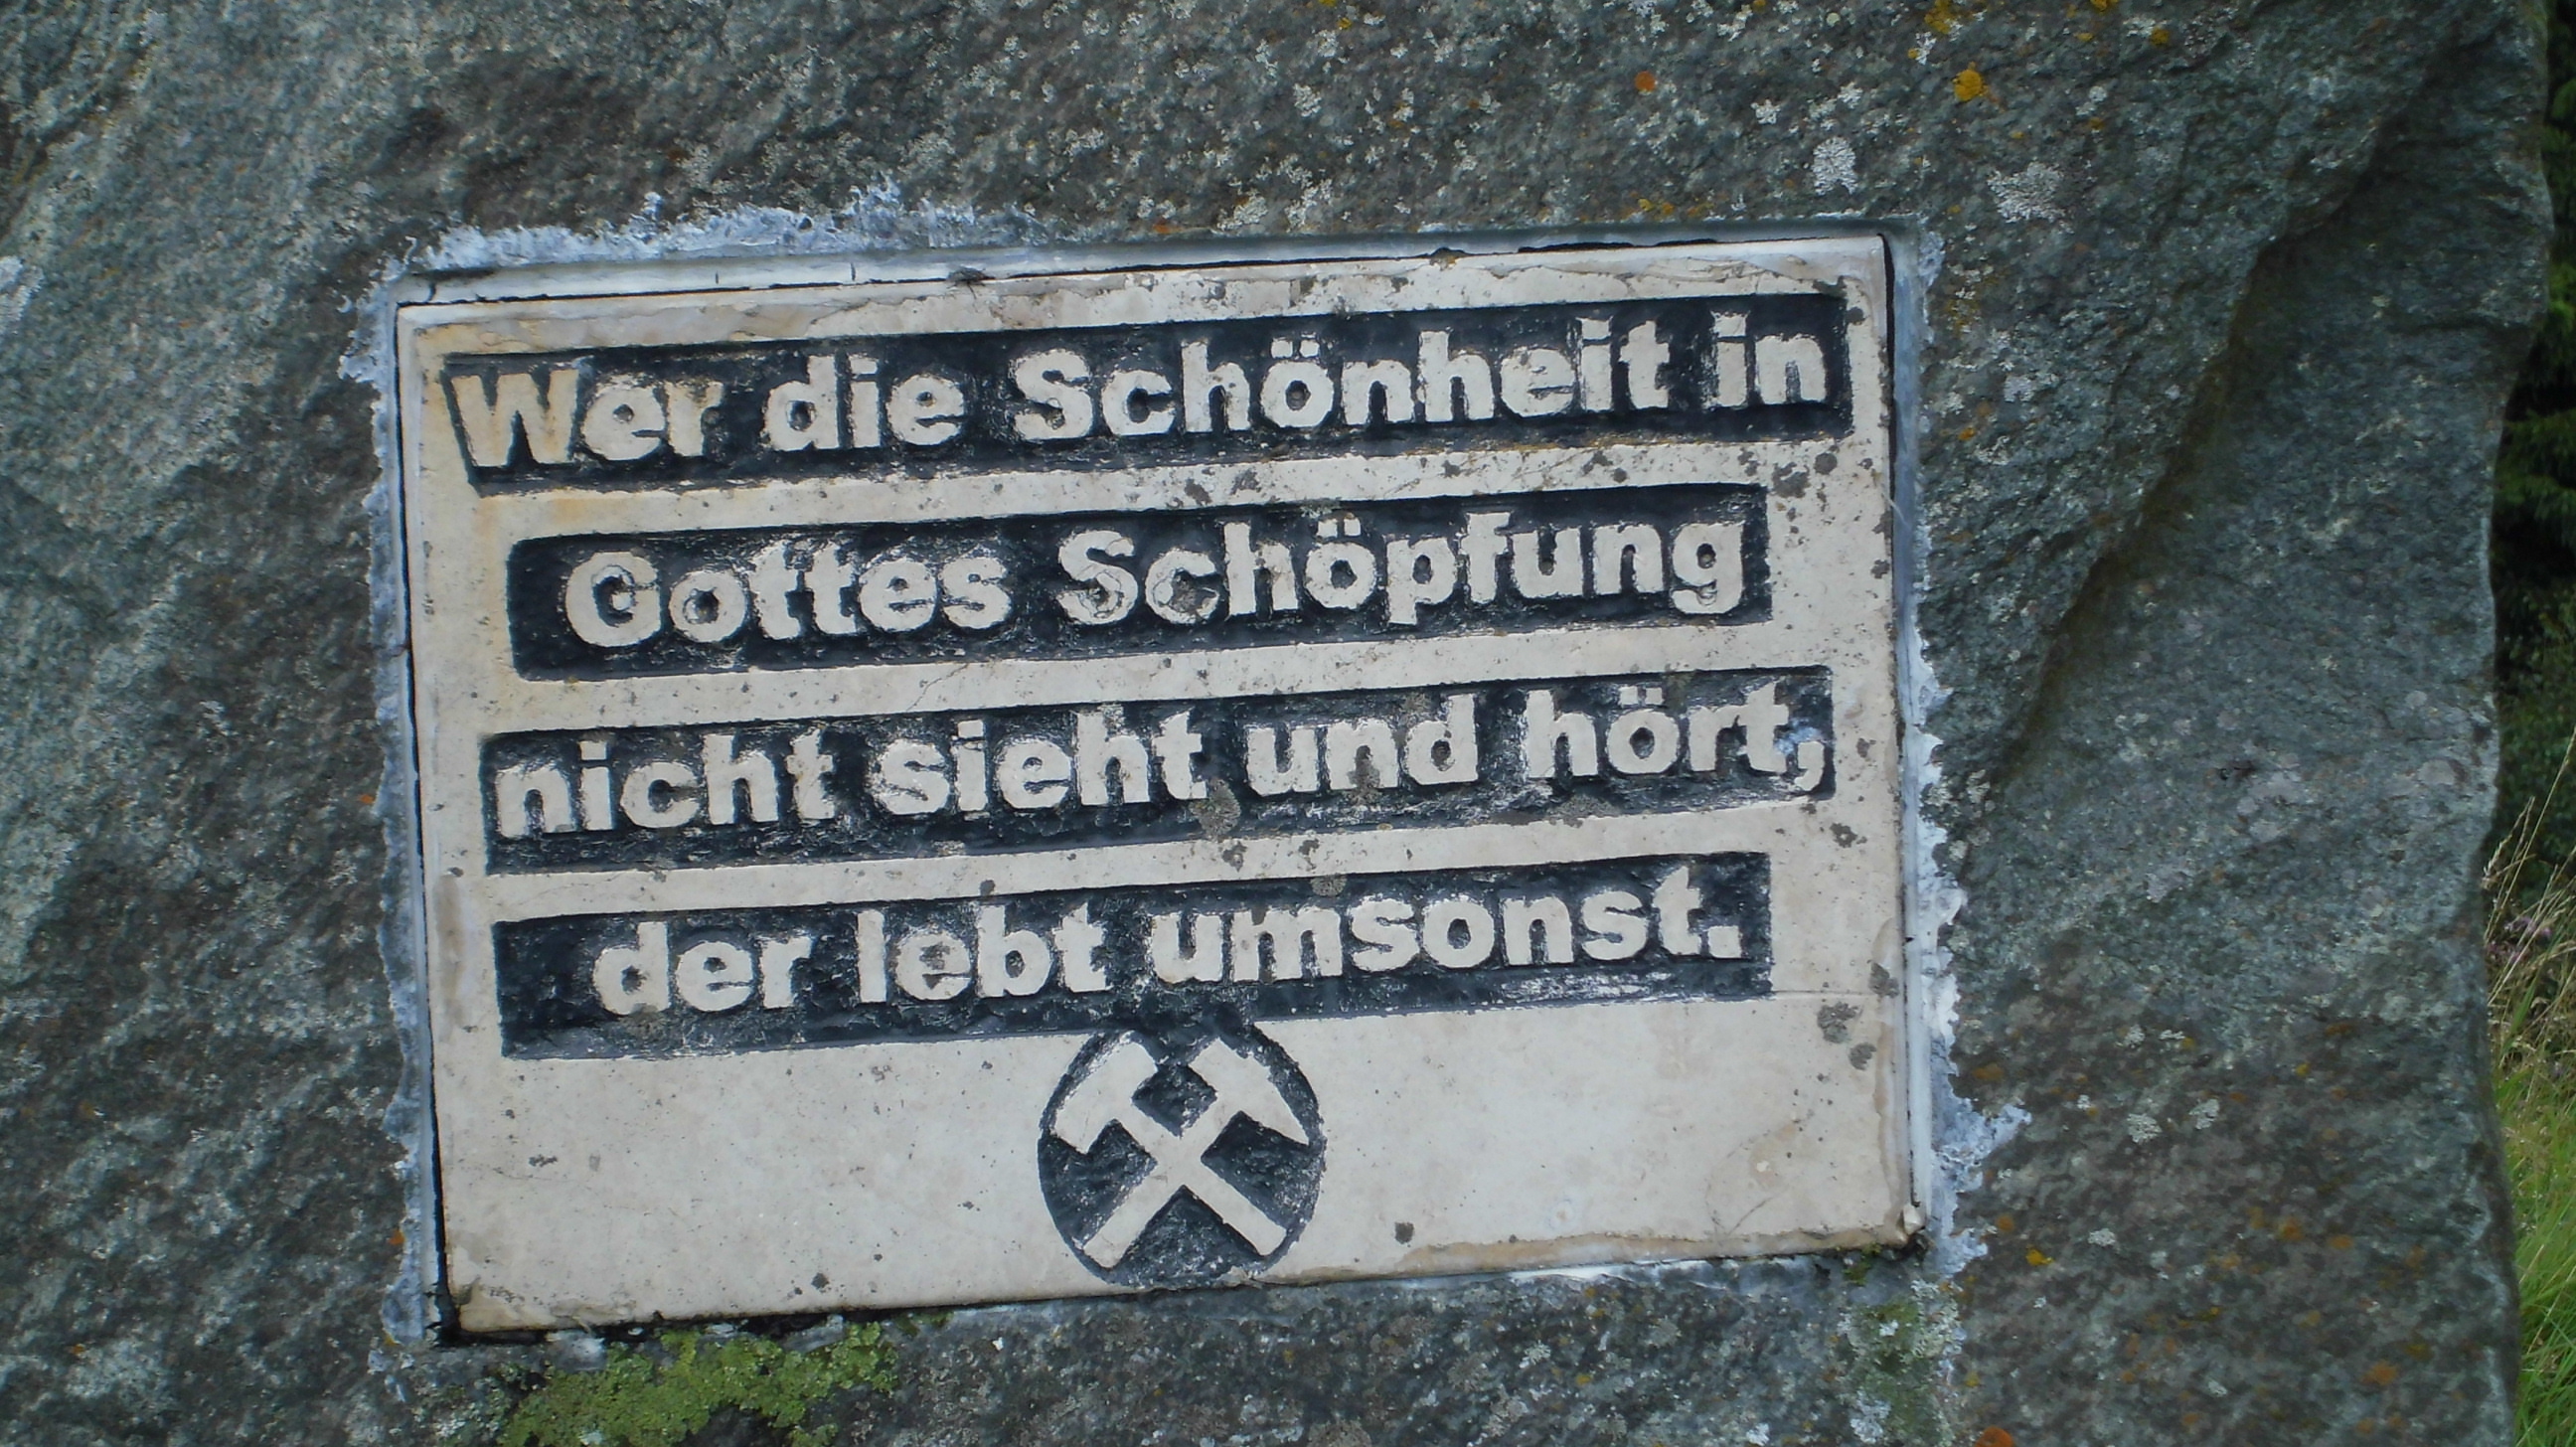 Wer die Schönheit in
Gottes Schöpfung
nicht sieht und hört,
der lebt umsonst.